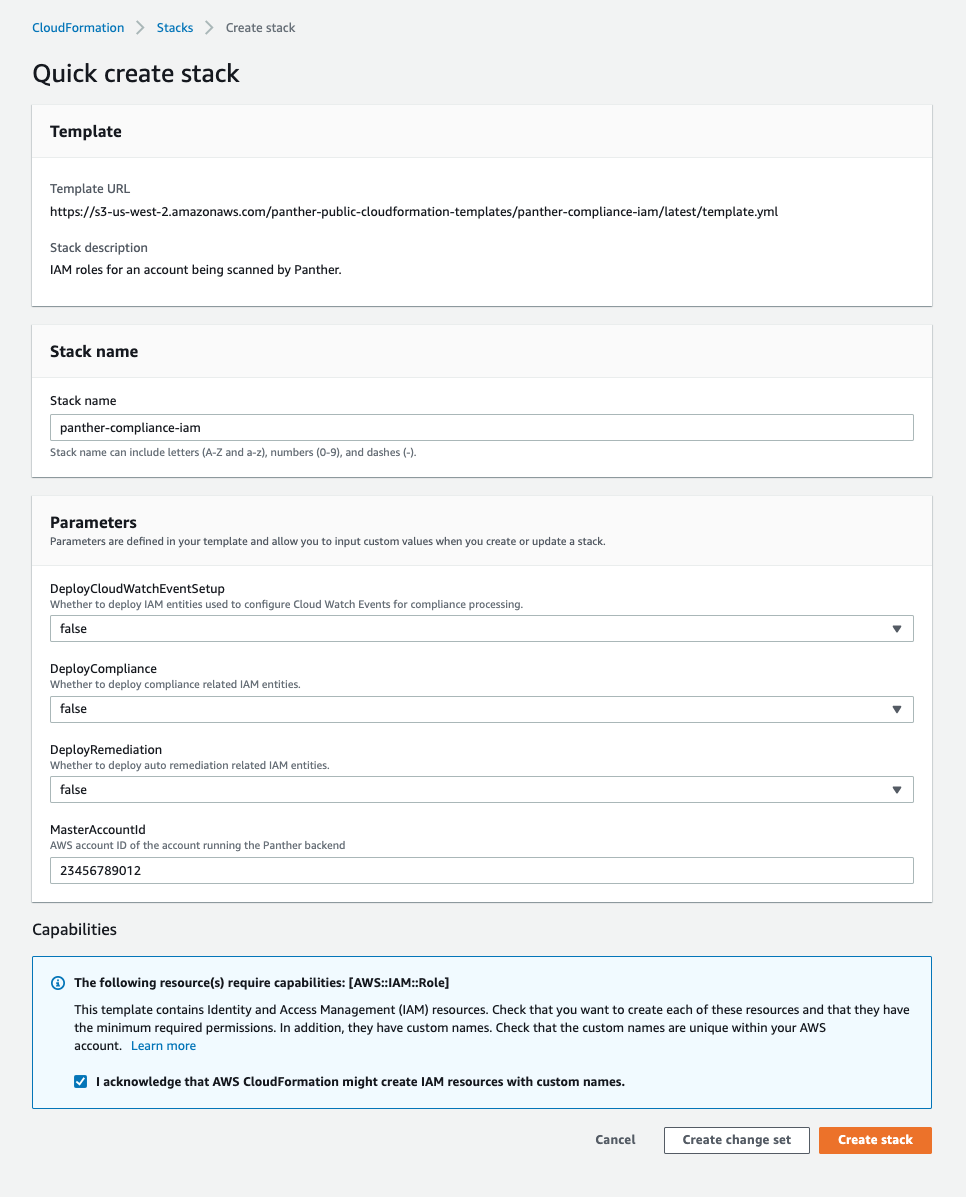 CloudFormation > Stacks > Create stack
Quick create stack
Template
Template URL
https://s3-us-west-2.amazonaws.com/panther-public-cloudformation-templates/panther-compliance-iam/latest/template.yml
Stack description
IAM roles for an account being scanned by Panther.
Stack name
Stack name
panther-compliance-iam
Stack name can include letters (A-Z and a-z), numbers (0-9), and dashes (-).
Parameters
Parameters are defined in your template and allow you to input custom values when you create or update a stack.
DeployCloudWatchEventSetup
Whether to deploy IAM entities used to configure Cloud Watch Events for compliance processing.
false
DeployCompliance
Whether to deploy compliance related IAM entities.
false
DeployRemediation
Whether to deploy auto remediation related IAM entities.
false
MasterAccountId
AWS account ID of the account running the Panther backend
23456789012
Capabilities
The following resource(s) require capabilities: [AWS::IAM::Role]
This template contains Identity and Access Management (IAM) resources. Check that you want to create each of these resources and that they have
the minimum required permissions. In addition, they have custom names. Check that the custom names are unique within your AWS
account. Learn more
I acknowledge that AWS CloudFormation might create IAM resources with custom names.
Cancel Create change set Create stack